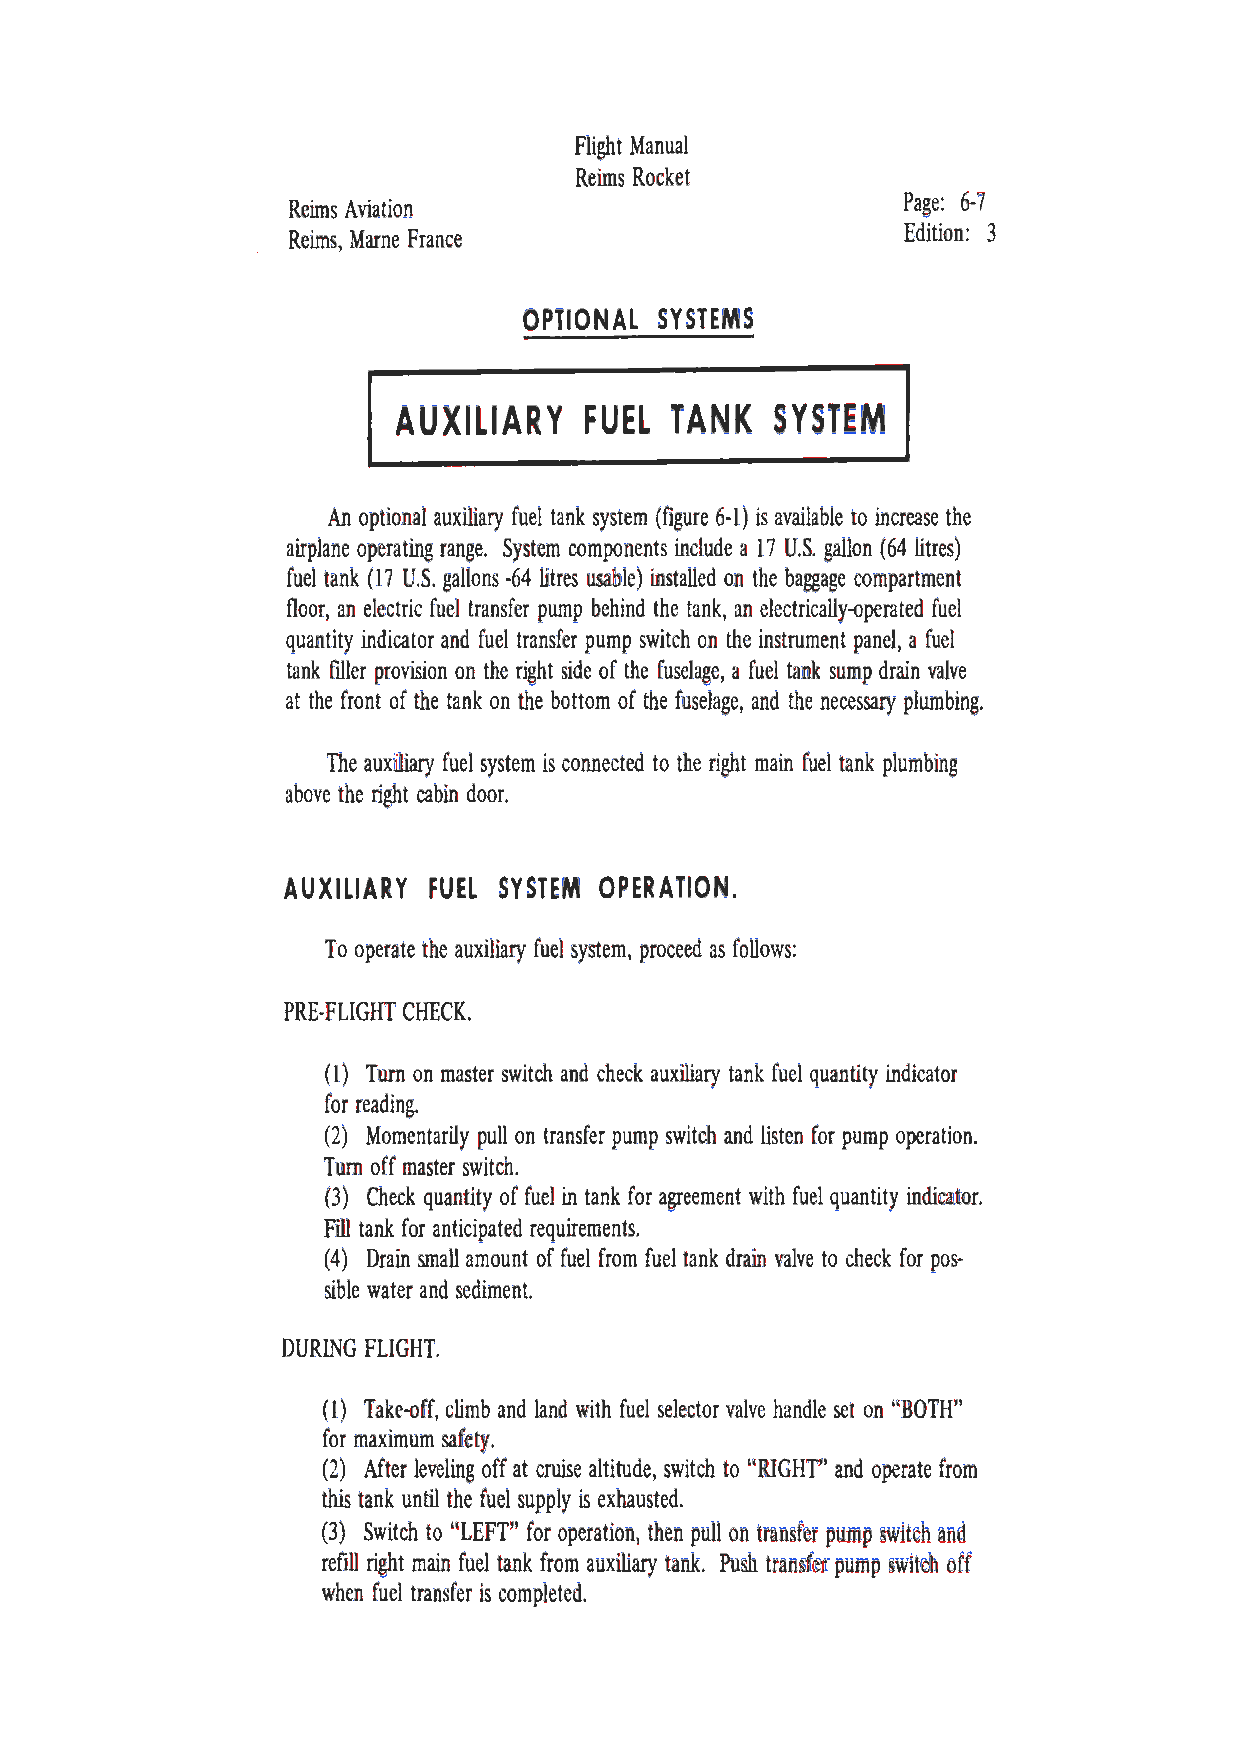 Flight Manual
Reims Rocket
Reims Aviation
Page: 6-7
Reims, Marne France
Edition: 3
OPTIONAL SYSTEMS
AUXILIARY FUEL TANK SYSTEM
An optional auxiliary fuel tank system (figure 6-1) is available to increase the
airplane operating range. System components include a 17 U.S. gallon (64 litres)
fuel tank (17 U.S. gallons -64 litres usable) installed on the baggage compartment
floor, an electric fuel transfer pump behind the tank, an electrically-operated fuel
quantity indicator and fuel transfer pump switch on the instrument panel, a fuel
tank filler provision on the right side of the fuselage, a fuel tank sump drain valve
at the front of the tank on the bottom of the fuselage, and the necessary plumbing.
The auxiliary fuel system is connected to the right main fuel tank plumbing
above the right cabin door.
AUXILIARY FUEL SYSTEM OPERATION.
To operate the auxiliary fuel system, proceed as follows:
PRE-FLIGHT CHECK.
(1) Turn on master switch and check auxiliary tank fuel quantity indicator
for reading.
(2) Momentarily pull on transfer pump switch and listen for pump operation.
Turn off master switch.
(3) Check quantity of fuel in tank for agreement with fuel quantity indicator.
Fill tank for anticipated requirements.
(4) Drain small amount of fuel from fuel tank drain valve to check for pos-
sible water and sediment.
DURING FLIGHT.
(1) Take-off, climb and land with fuel selector valve handle set on “BOTH”
for maximum safety.
(2) After leveling off at cruise altitude, switch to “RIGHT” and operate from
this tank until the fuel supply is exhausted.
(3) Switch to “LEFT” for operation, then pull on transfer pump switch and
refill right main fuel tank from auxiliary tank. Push transfer pump switch off
when fuel transfer is completed.